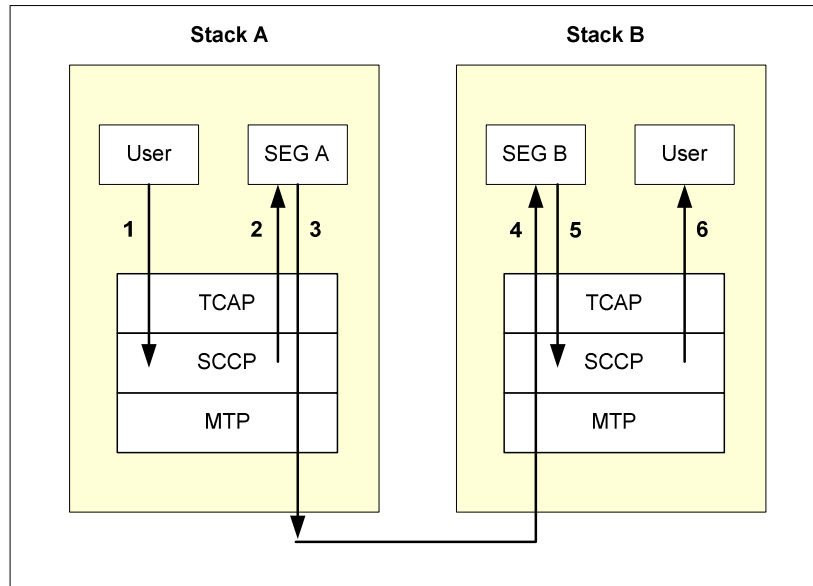 Stack A
Stack B
User
SEG A
SEG B
User
1
2
3
4
5
6
TCAP
TCAP
SCCP
SCCP
MTP
MTP